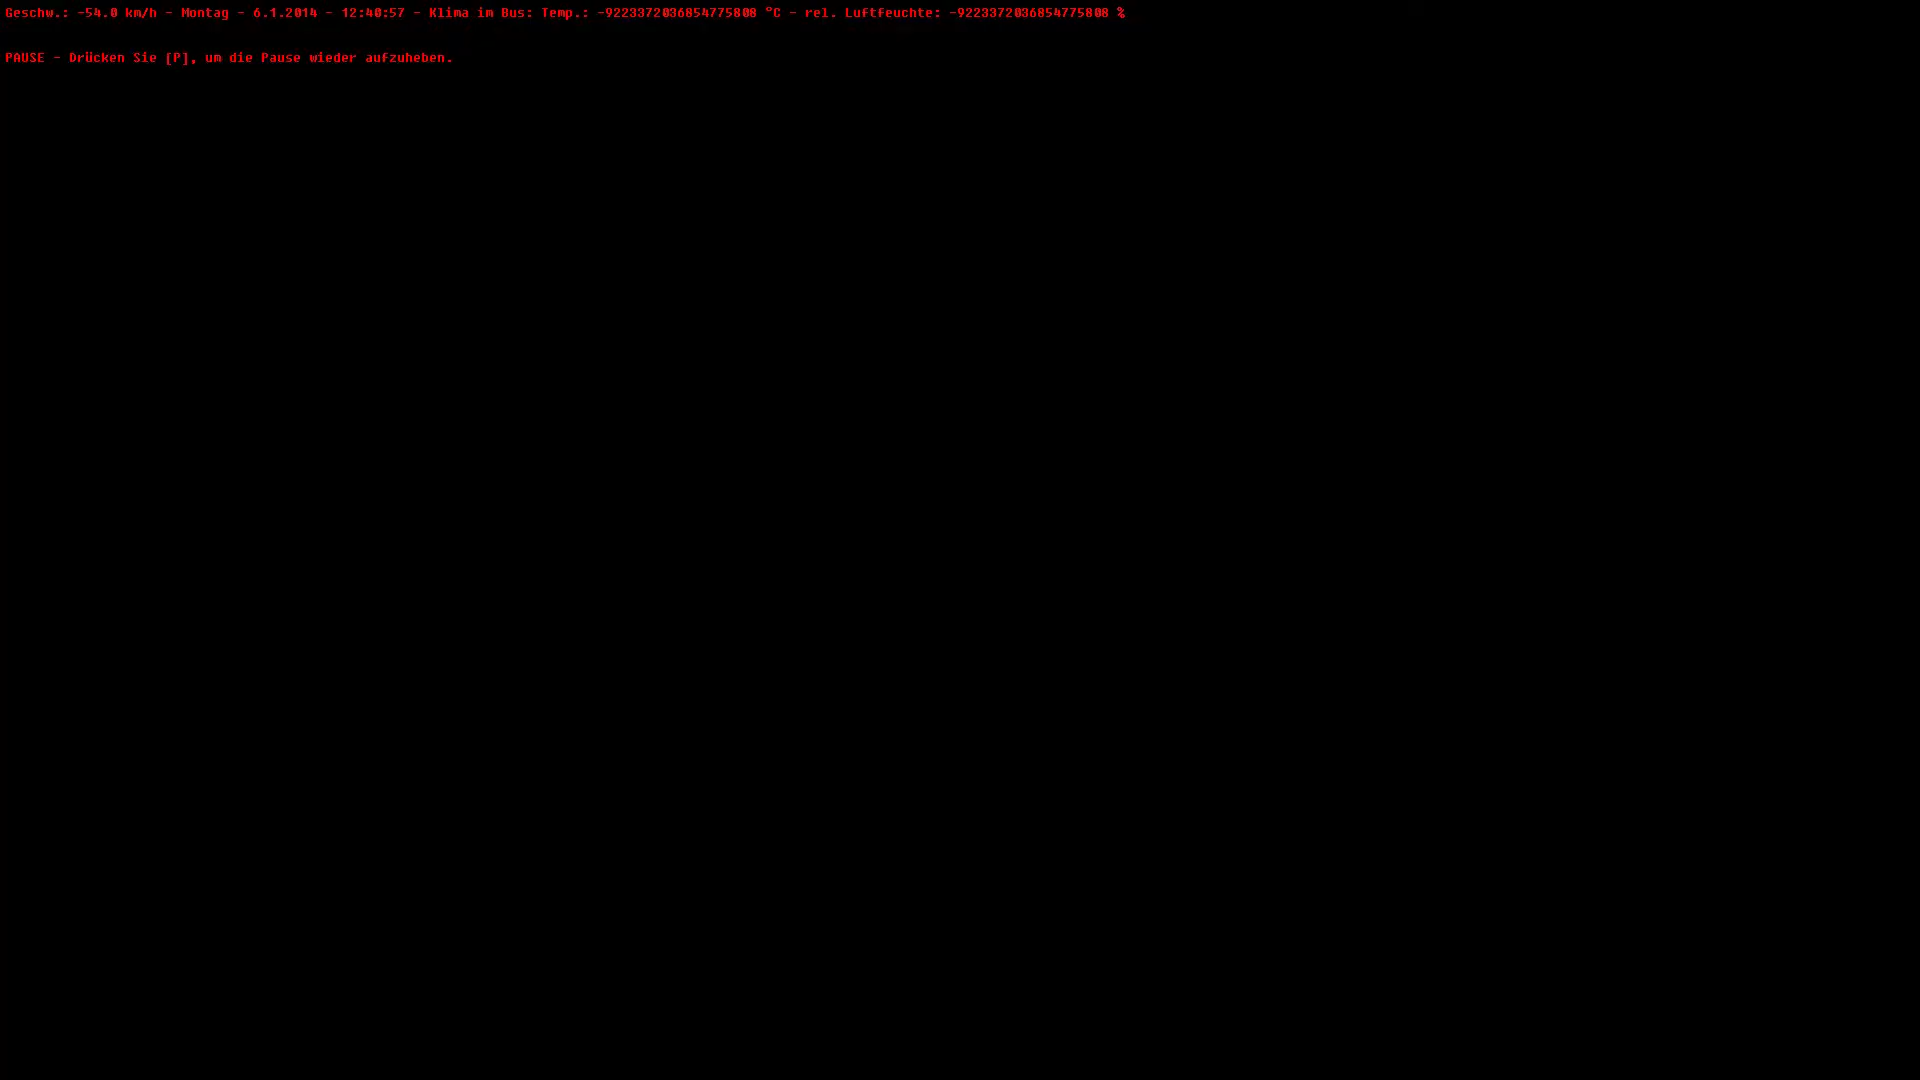 Geschw.: -54.0 km/h - Montag - 6.1.2014 - 12:40:57 - Klima im Bus: Temp.: -9223372036854775808 °C - rel. Luftfeuchte: -9223372036854775808 %
PAUSE - Drücken Sie [P], um die Pause wieder aufzuheben.